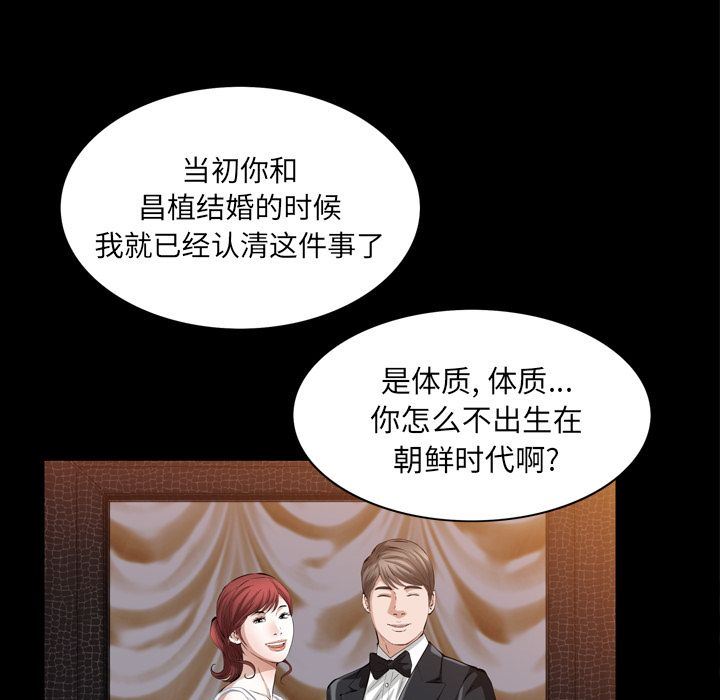 当初你和
昌植结婚的时候
我就已经认清这件事了
是体质, 体质...
你怎么不出生在
朝鲜时代啊?